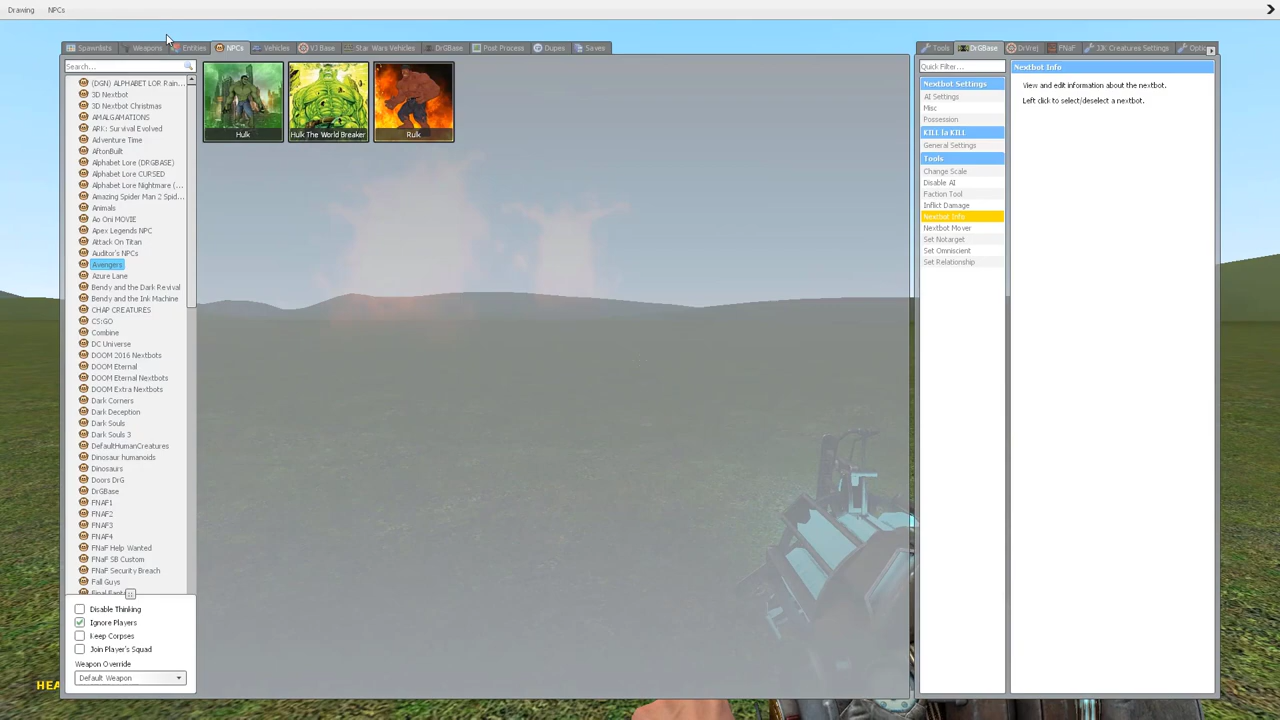 Drawing NPCs
Spawnlists Weapons Entities NPCs Vehicles VJ Base Star Wars Vehicles DrGBase Post Process Dupes Saves
Search...
(DGN) ALPHABET LOR Rain...
3D Nextbot
3D Nextbot Christmas
AMALGAMATIONS
ARK: Survival Evolved
Adventure Time
AftonBuilt
Alphabet Lore (DRGBASE)
Alphabet Lore CURSED
Alphabet Lore Nightmare (...
Amazing Spider Man 2 Spid...
Animals
Ao Oni MOVIE
Apex Legends NPC
Attack On Titan
Auditor's NPCs
Avengers
Azure Lane
Bendy and the Dark Revival
Bendy and the Ink Machine
CHAP CREATURES
CS:GO
Combine
DC Universe
DOOM 2016 Nextbots
DOOM Eternal
DOOM Eternal Nextbots
DOOM Extra Nextbots
Dark Corners
Dark Deception
Dark Souls
Dark Souls 3
DefaultHumanCreatures
Dinosaur humanoids
Dinosaurs
Doors DrG
DrGBase
FNAF1
FNAF2
FNAF3
FNAF4
FNaF Help Wanted
FNaF SB Custom
FNaF Security Breach
Fall Guys
Disable Thinking
Ignore Players
Keep Corpses
Join Player's Squad
Weapon Override
Default Weapon
HEA
Hulk
Hulk The World Breaker
Rulk
Tools DrGBase DrVrej FNaF JJK Creatures Settings Optio
Quick Filter...
Nextbot Settings
AI Settings
Misc
Possession
KILL la KILL
General Settings
Tools
Change Scale
Disable AI
Faction Tool
Inflict Damage
Nextbot Info
Nextbot Mover
Set Notarget
Set Omniscient
Set Relationship
Nextbot Info
View and edit information about the nextbot.
Left click to select/deselect a nextbot.